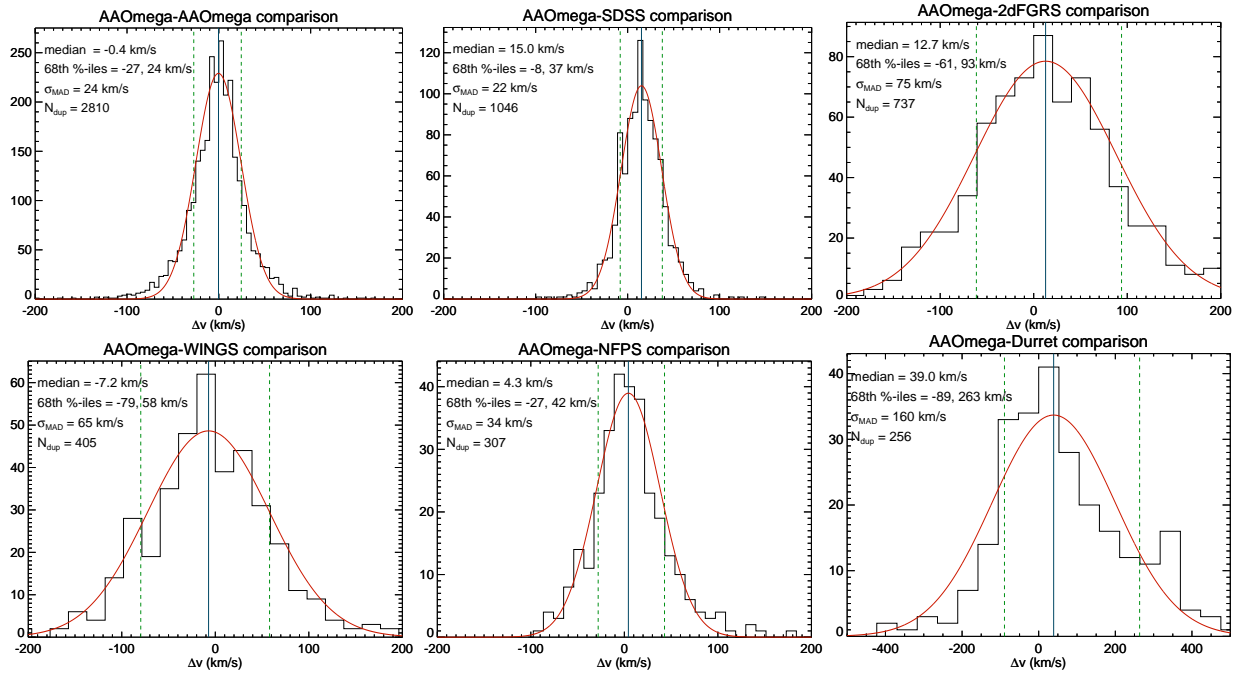 AAOmega-AAOmega comparison
median = -0.4 km/s
68th %-iles = -27, 24 km/s
σMAD = 24 km/s
Ndup = 2810
250
200
150
100
50
0
-200 -100 0 100 200
Δv (km/s)
AAOmega-SDSS comparison
median = 15.0 km/s
68th %-iles = -8, 37 km/s
σMAD = 22 km/s
Ndup = 1046
120
100
80
60
40
20
0
-200 -100 0 100 200
Δv (km/s)
AAOmega-2dFGRS comparison
median = 12.7 km/s
68th %-iles = -61, 93 km/s
σMAD = 75 km/s
Ndup = 737
80
60
40
20
0
-200 -100 0 100 200
Δv (km/s)
AAOmega-WINGS comparison
median = -7.2 km/s
68th %-iles = -79, 58 km/s
σMAD = 65 km/s
Ndup = 405
60
50
40
30
20
10
0
-200 -100 0 100 200
Δv (km/s)
AAOmega-NFPS comparison
median = 4.3 km/s
68th %-iles = -27, 42 km/s
σMAD = 34 km/s
Ndup = 307
40
30
20
10
0
-200 -100 0 100 200
Δv (km/s)
AAOmega-Durret comparison
median = 39.0 km/s
68th %-iles = -89, 263 km/s
σMAD = 160 km/s
Ndup = 256
40
30
20
10
0
-400 -200 0 200 400
Δv (km/s)